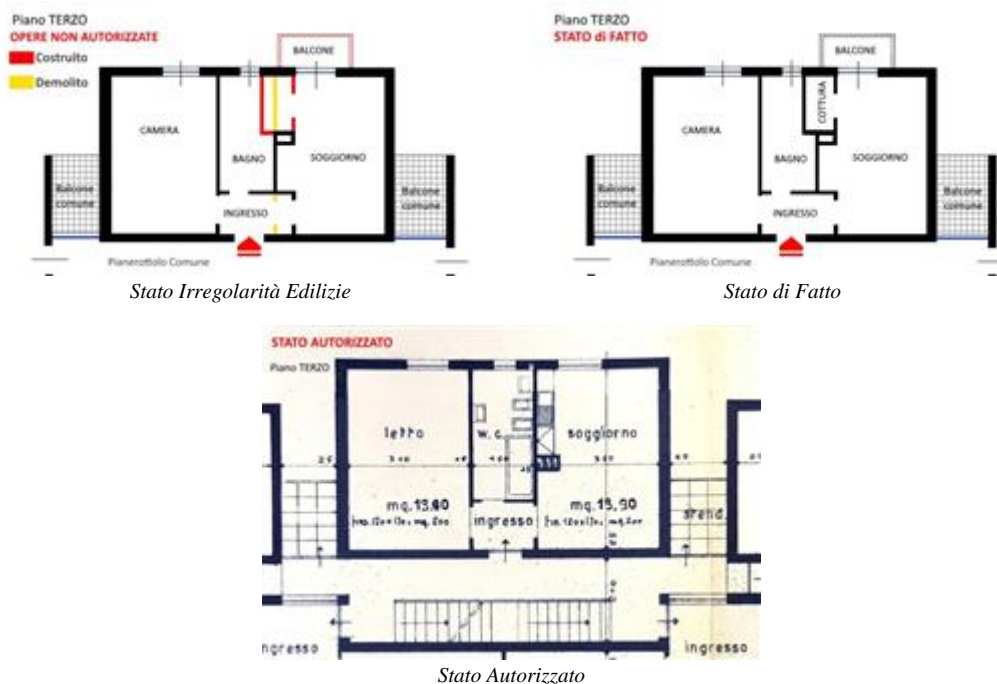 Piano TERZO
OPERE NON AUTORIZZATE
Costruito
Demolito
BALCONE
CAMERA
BAGNO
SOGGIORNO
Balcone comune
INGRESSO
Balcone comune
Pianerottolo Comune
Stato Irregolarità Edilizie
Piano TERZO
STATO di FATTO
BALCONE
COTTURA
CAMERA
BAGNO
SOGGIORNO
Balcone comune
INGRESSO
Balcone comune
Pianerottolo Comune
Stato di Fatto
STATO AUTORIZZATO
Piano TERZO
letto
W.C.
soggiorno
mq. 13.60
ingresso
mq. 15,90
stend.
ingresso
ingresso
Stato Autorizzato